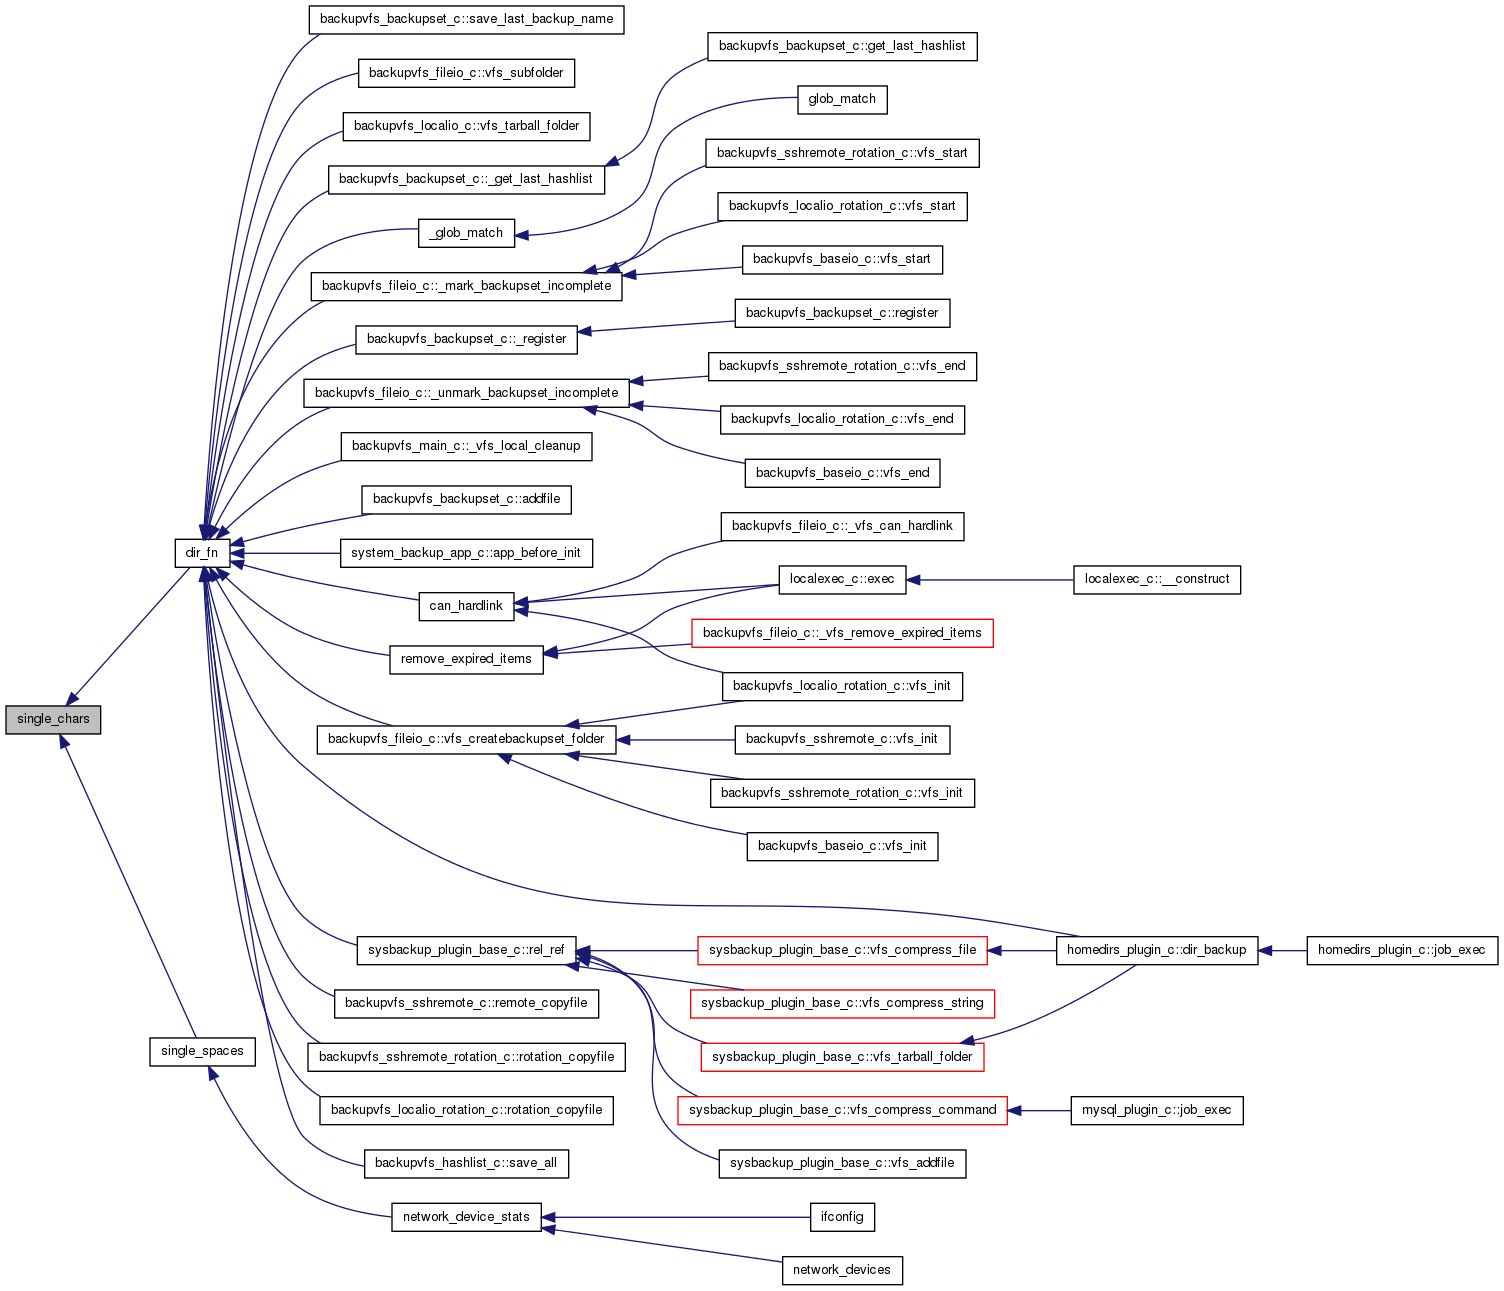 backupvfs_backupset_c::save_last_backup_name
backupvfs_backupset_c::get_last_hashlist
backupvfs_fileio_c::vfs_subfolder
glob_match
backupvfs_localio_c::vfs_tarball_folder
backupvfs_sshremote_rotation_c::vfs_start
backupvfs_backupset_c::_get_last_hashlist
backupvfs_localio_rotation_c::vfs_start
_glob_match
backupvfs_baseio_c::vfs_start
backupvfs_fileio_c::_mark_backupset_incomplete
backupvfs_backupset_c::register
backupvfs_backupset_c::_register
backupvfs_sshremote_rotation_c::vfs_end
backupvfs_fileio_c::_unmark_backupset_incomplete
backupvfs_localio_rotation_c::vfs_end
backupvfs_main_c::_vfs_local_cleanup
backupvfs_baseio_c::vfs_end
backupvfs_backupset_c::addfile
backupvfs_fileio_c::_vfs_can_hardlink
dir_fn
system_backup_app_c::app_before_init
localexec_c::exec
localexec_c::__construct
can_hardlink
backupvfs_fileio_c::_vfs_remove_expired_items
remove_expired_items
backupvfs_localio_rotation_c::vfs_init
single_chars
backupvfs_fileio_c::vfs_createbackupset_folder
backupvfs_sshremote_c::vfs_init
backupvfs_sshremote_rotation_c::vfs_init
backupvfs_baseio_c::vfs_init
sysbackup_plugin_base_c::rel_ref
sysbackup_plugin_base_c::vfs_compress_file
homedirs_plugin_c::dir_backup
homedirs_plugin_c::job_exec
backupvfs_sshremote_c::remote_copyfile
sysbackup_plugin_base_c::vfs_compress_string
single_spaces
backupvfs_sshremote_rotation_c::rotation_copyfile
sysbackup_plugin_base_c::vfs_tarball_folder
backupvfs_localio_rotation_c::rotation_copyfile
sysbackup_plugin_base_c::vfs_compress_command
mysql_plugin_c::job_exec
backupvfs_hashlist_c::save_all
sysbackup_plugin_base_c::vfs_addfile
network_device_stats
ifconfig
network_devices